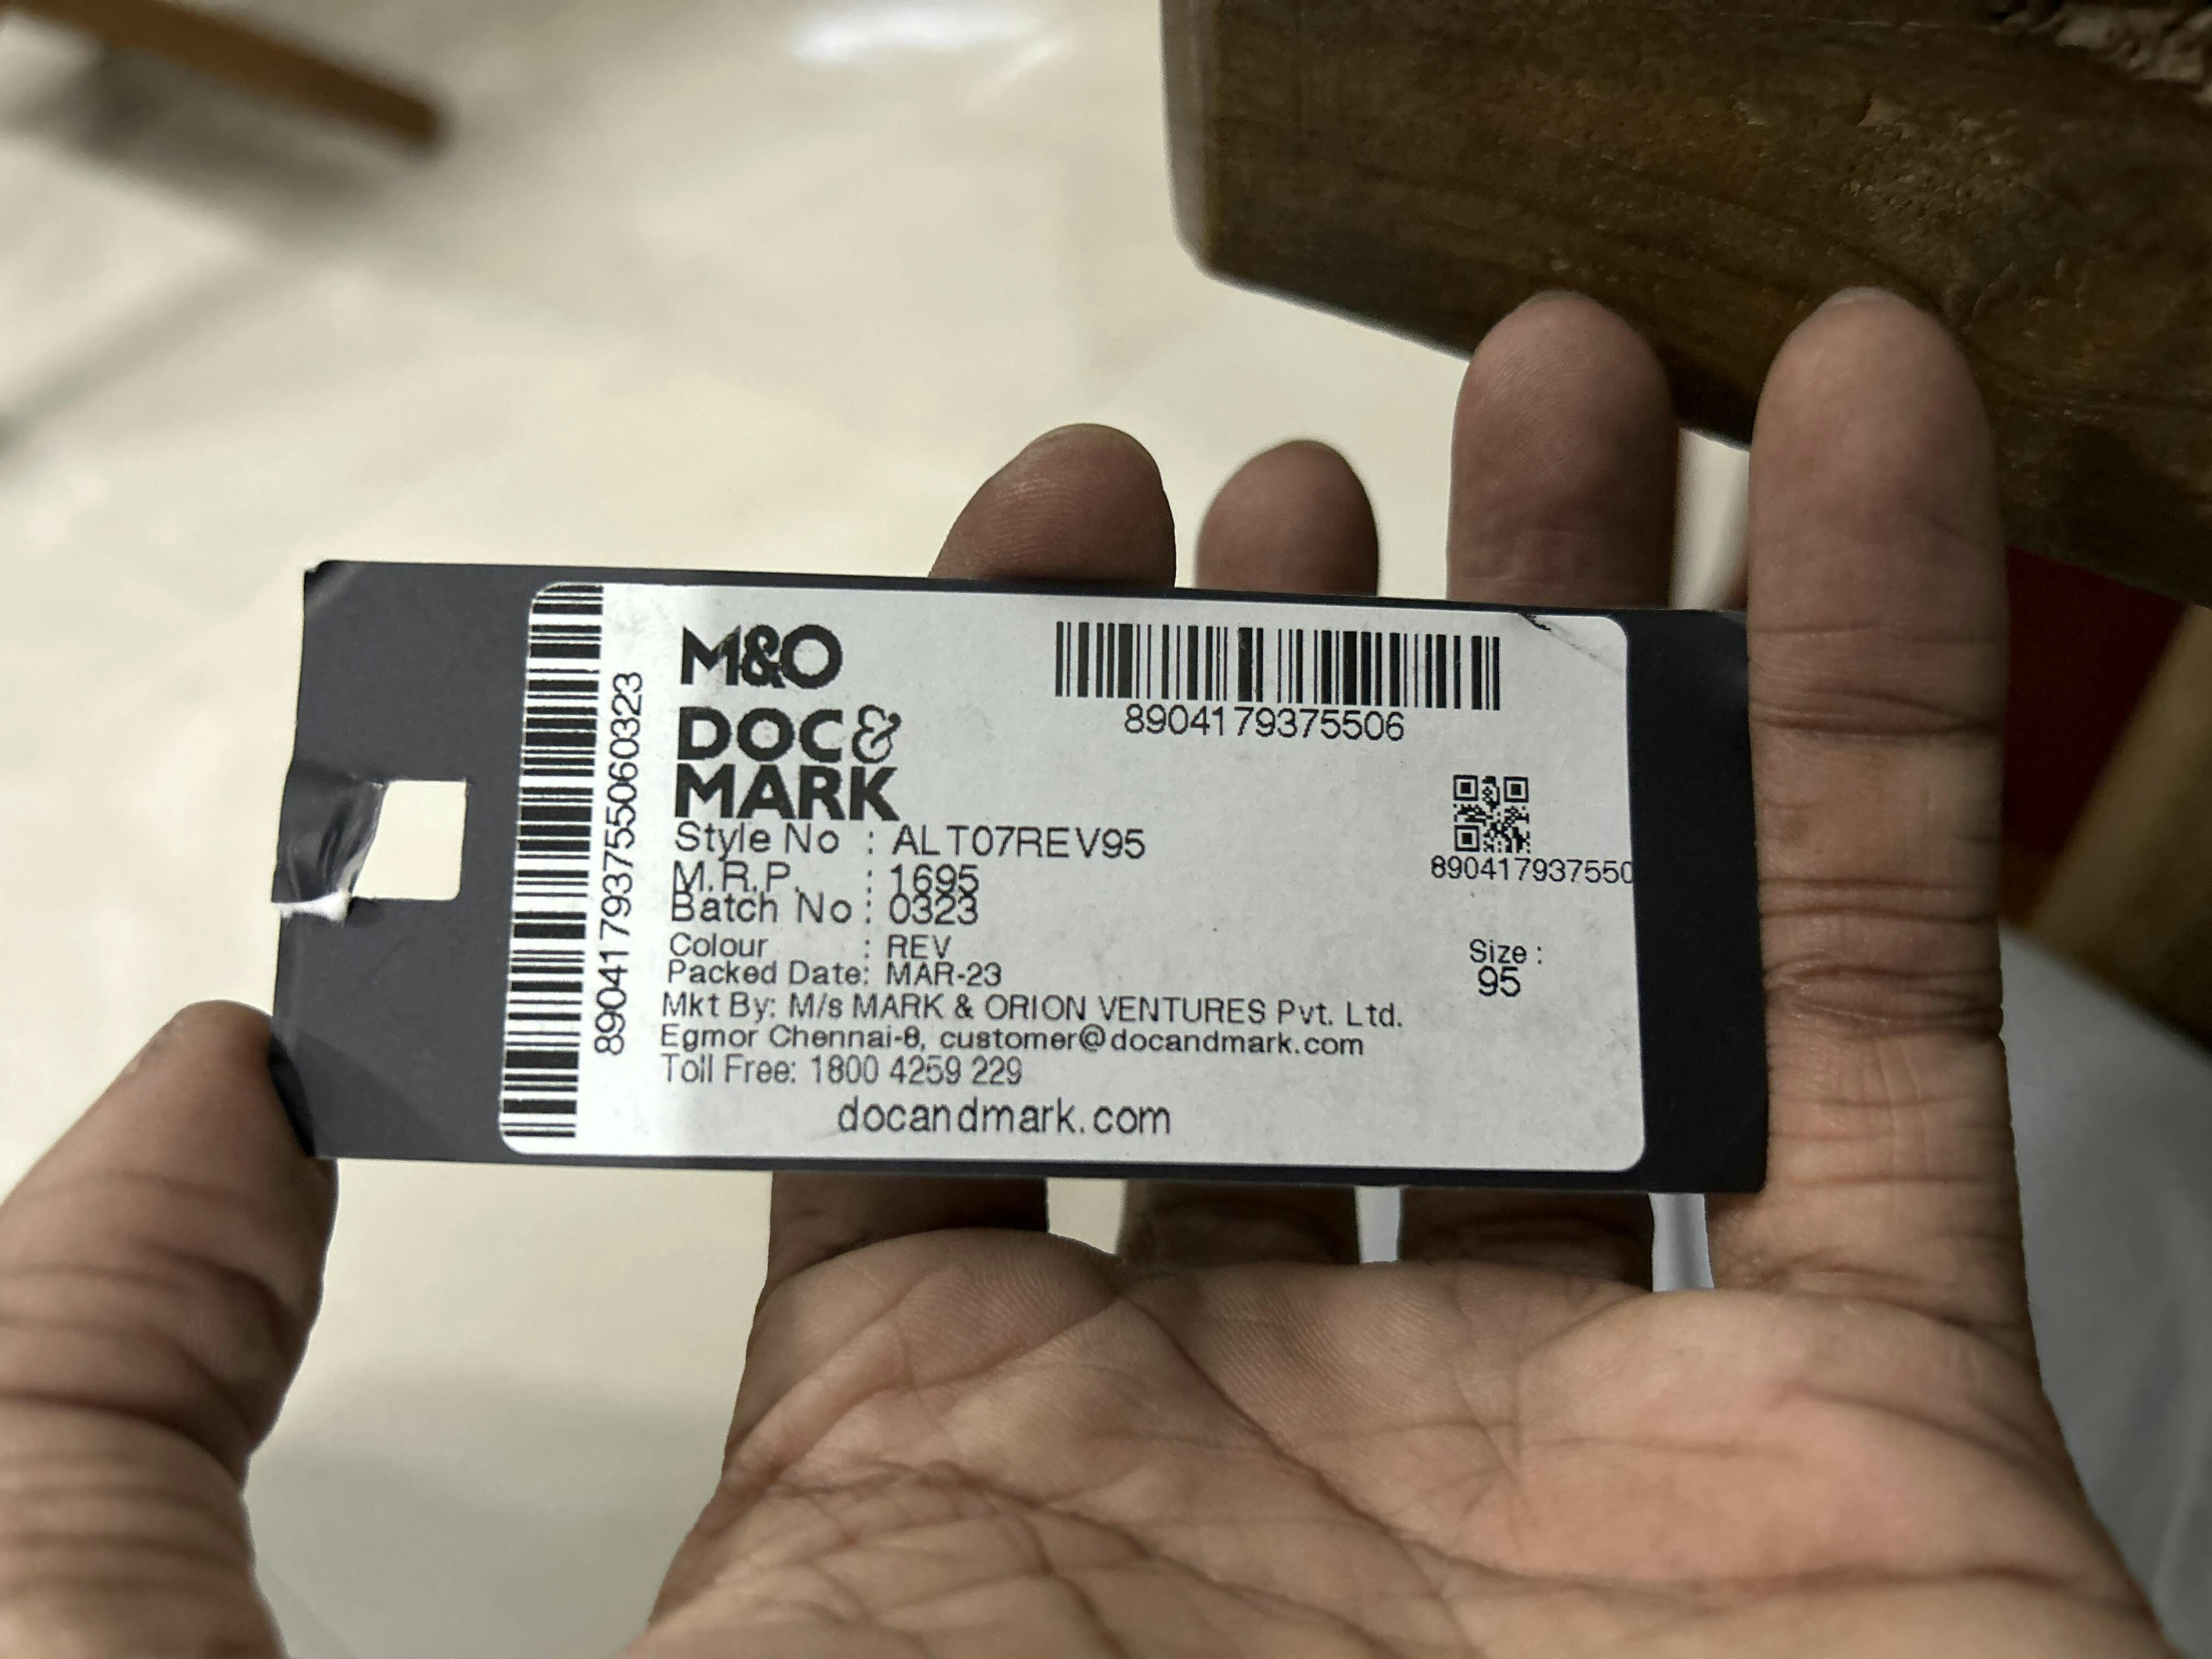 89041793755060323
M&O
DOC&
MARK
8904179375506
890417937550
Style No : ALT07REV95
M.R.P. : 1695
Batch No : 0323
Colour : REV
Packed Date: MAR-23
Size :
95
Mkt By: M/s MARK & ORION VENTURES Pvt. Ltd.
Egmor Chennai-8, customer@docandmark.com
Toll Free: 1800 4259 229
docandmark.com